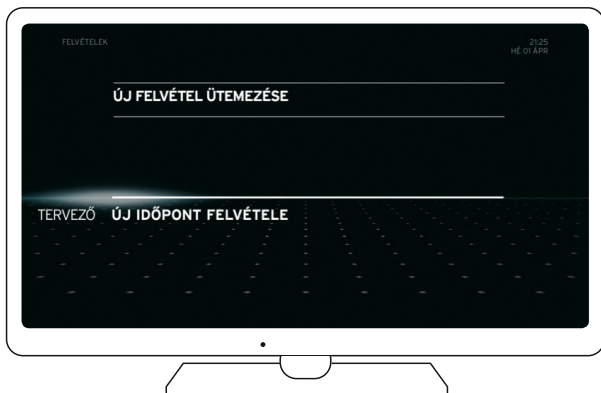 FELVÉTELEK
21:25
HÉ 01 ÁPR
ÚJ FELVÉTEL ÜTEMEZÉSE
TERVEZŐ ÚJ IDŐPONT FELVÉTELE